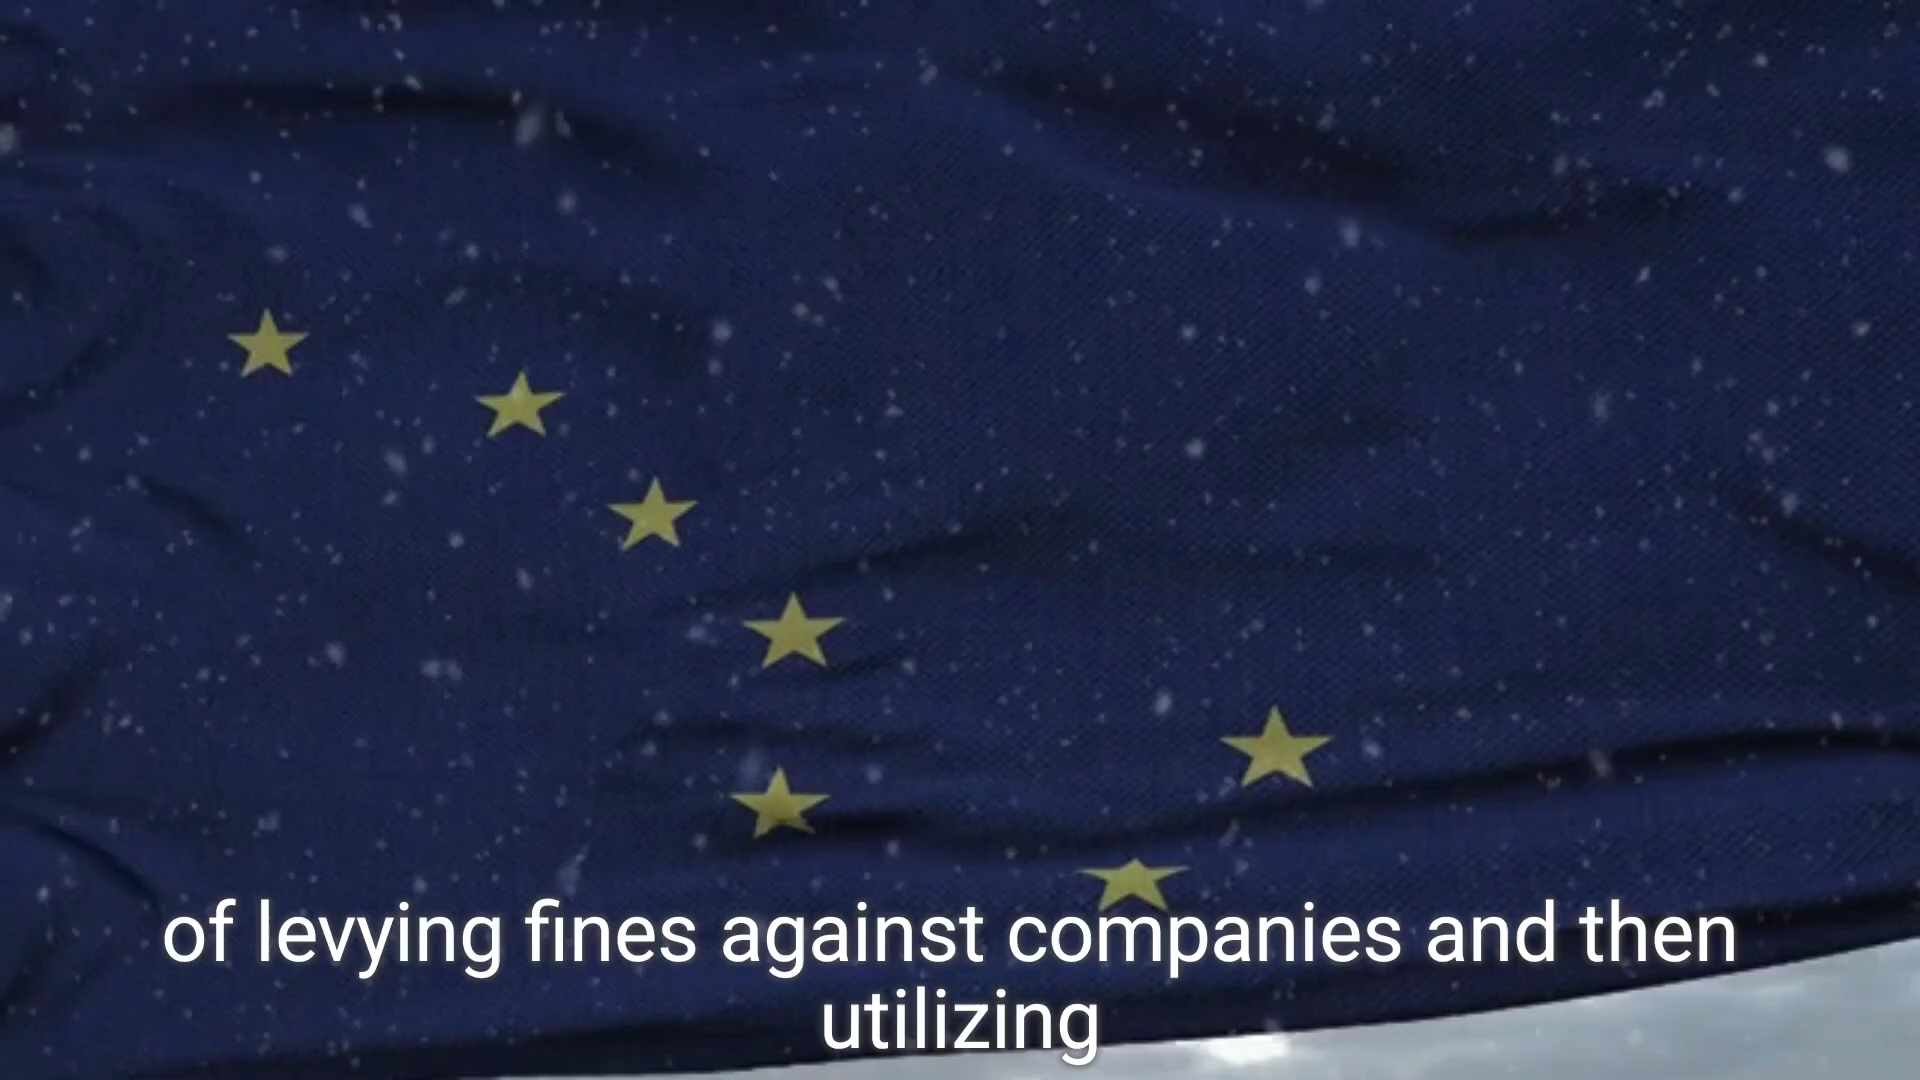 of levying fines against companies and then
utilizing